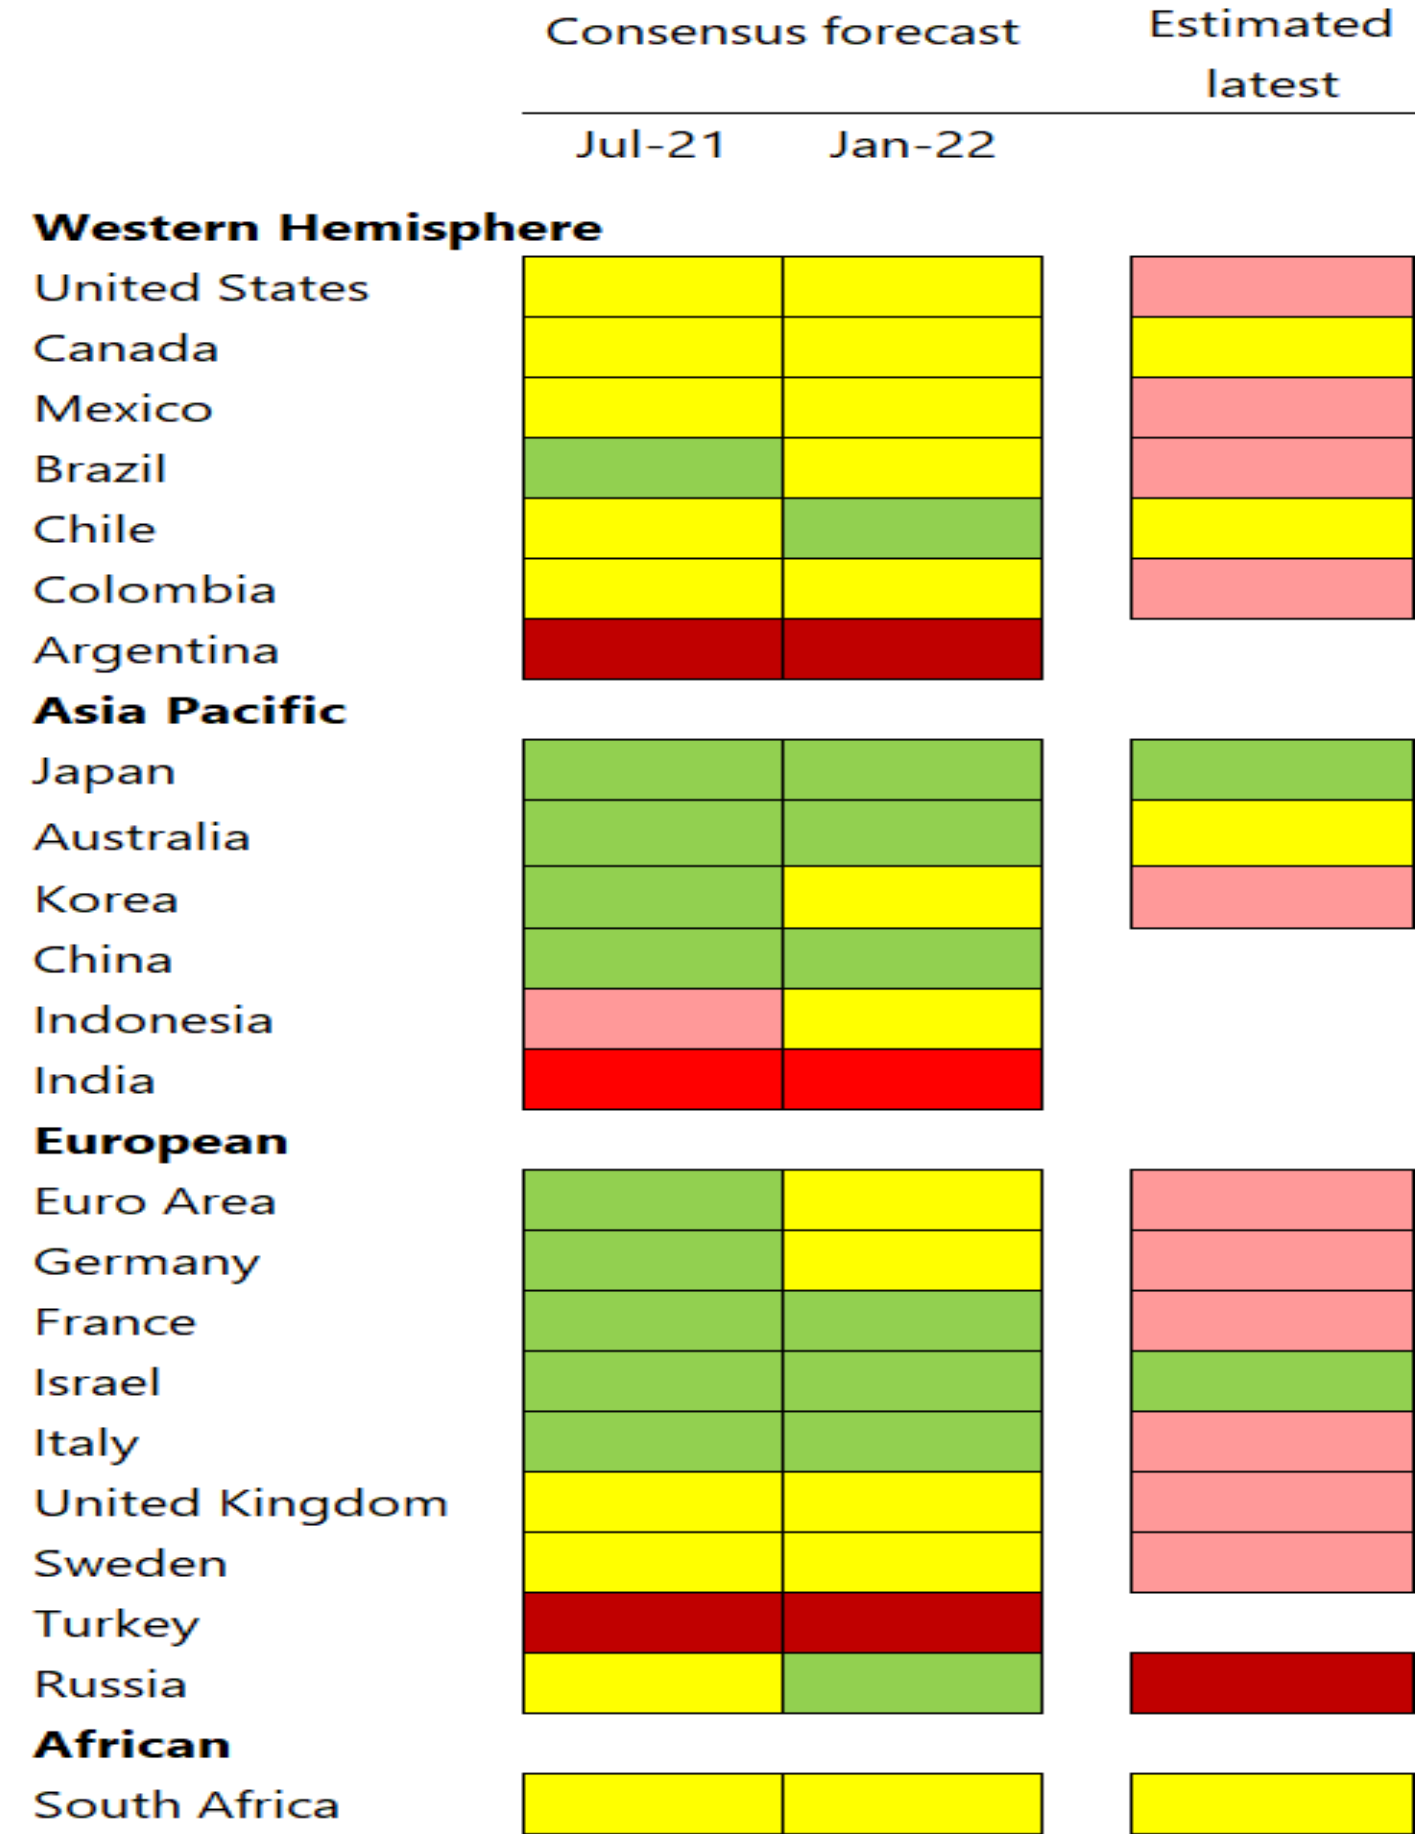 Consensus forecast
Estimated
latest
Jul-21 Jan-22
Western Hemisphere
United States
Canada
Mexico
Brazil
Chile
Colombia
Argentina
Asia Pacific
Japan
Australia
Korea
China
Indonesia
India
European
Euro Area
Germany
France
Israel
Italy
United Kingdom
Sweden
Turkey
Russia
African
South Africa